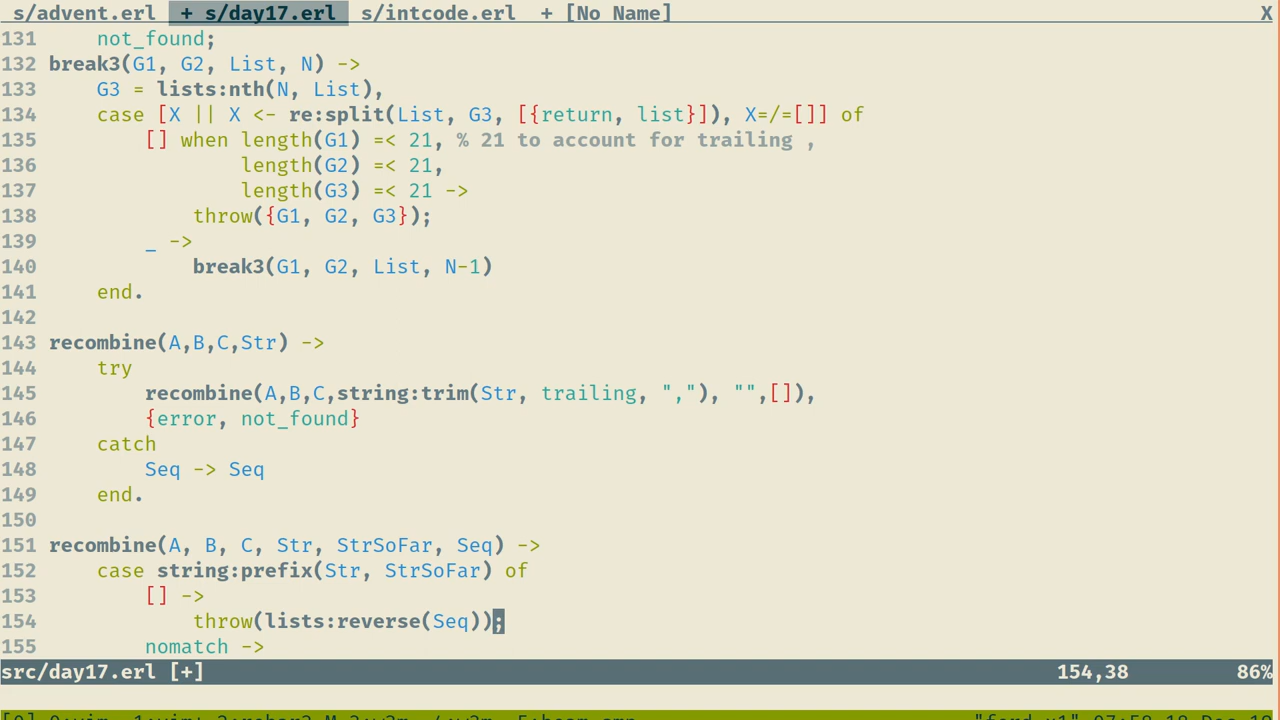 s/advent.erl + s/day17.erl s/intcode.erl + [No Name] X
131 not_found;
132 break3(G1, G2, List, N) ->
133 G3 = lists:nth(N, List),
134 case [X || X <- re:split(List, G3, [{return, list}]), X=/=[]] of
135 [] when length(G1) =< 21, % 21 to account for trailing ,
136 length(G2) =< 21,
137 length(G3) =< 21 ->
138 throw({G1, G2, G3});
139 _ ->
140 break3(G1, G2, List, N-1)
141 end.
142
143 recombine(A,B,C,Str) ->
144 try
145 recombine(A,B,C,string:trim(Str, trailing, ","), "",[]),
146 {error, not_found}
147 catch
148 Seq -> Seq
149 end.
150
151 recombine(A, B, C, Str, StrSoFar, Seq) ->
152 case string:prefix(Str, StrSoFar) of
153 [] ->
154 throw(lists:reverse(Seq));
155 nomatch ->
src/day17.erl [+] 154,38 86%